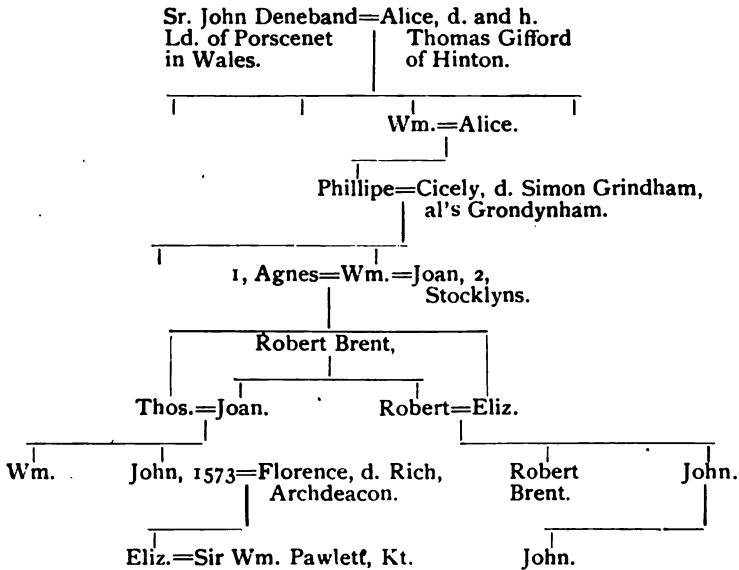 Sr. John Deneband=Alice, d. and h.
Ld. of Porscenet Thomas Gifford
in Wales. of Hinton.
Wm.=Alice.
Phillipe=Cicely, d. Simon Grindham,
al's Grondynham.
1, Agnes=Wm.=Joan, 2,
Stocklyns.
Robert Brent,
Thos.=Joan. Robert=Eliz.
Wm. John, 1573=Florence, d. Rich, Robert John.
Archdeacon. Brent.
Eliz.=Sir Wm. Pawlett, Kt. John.